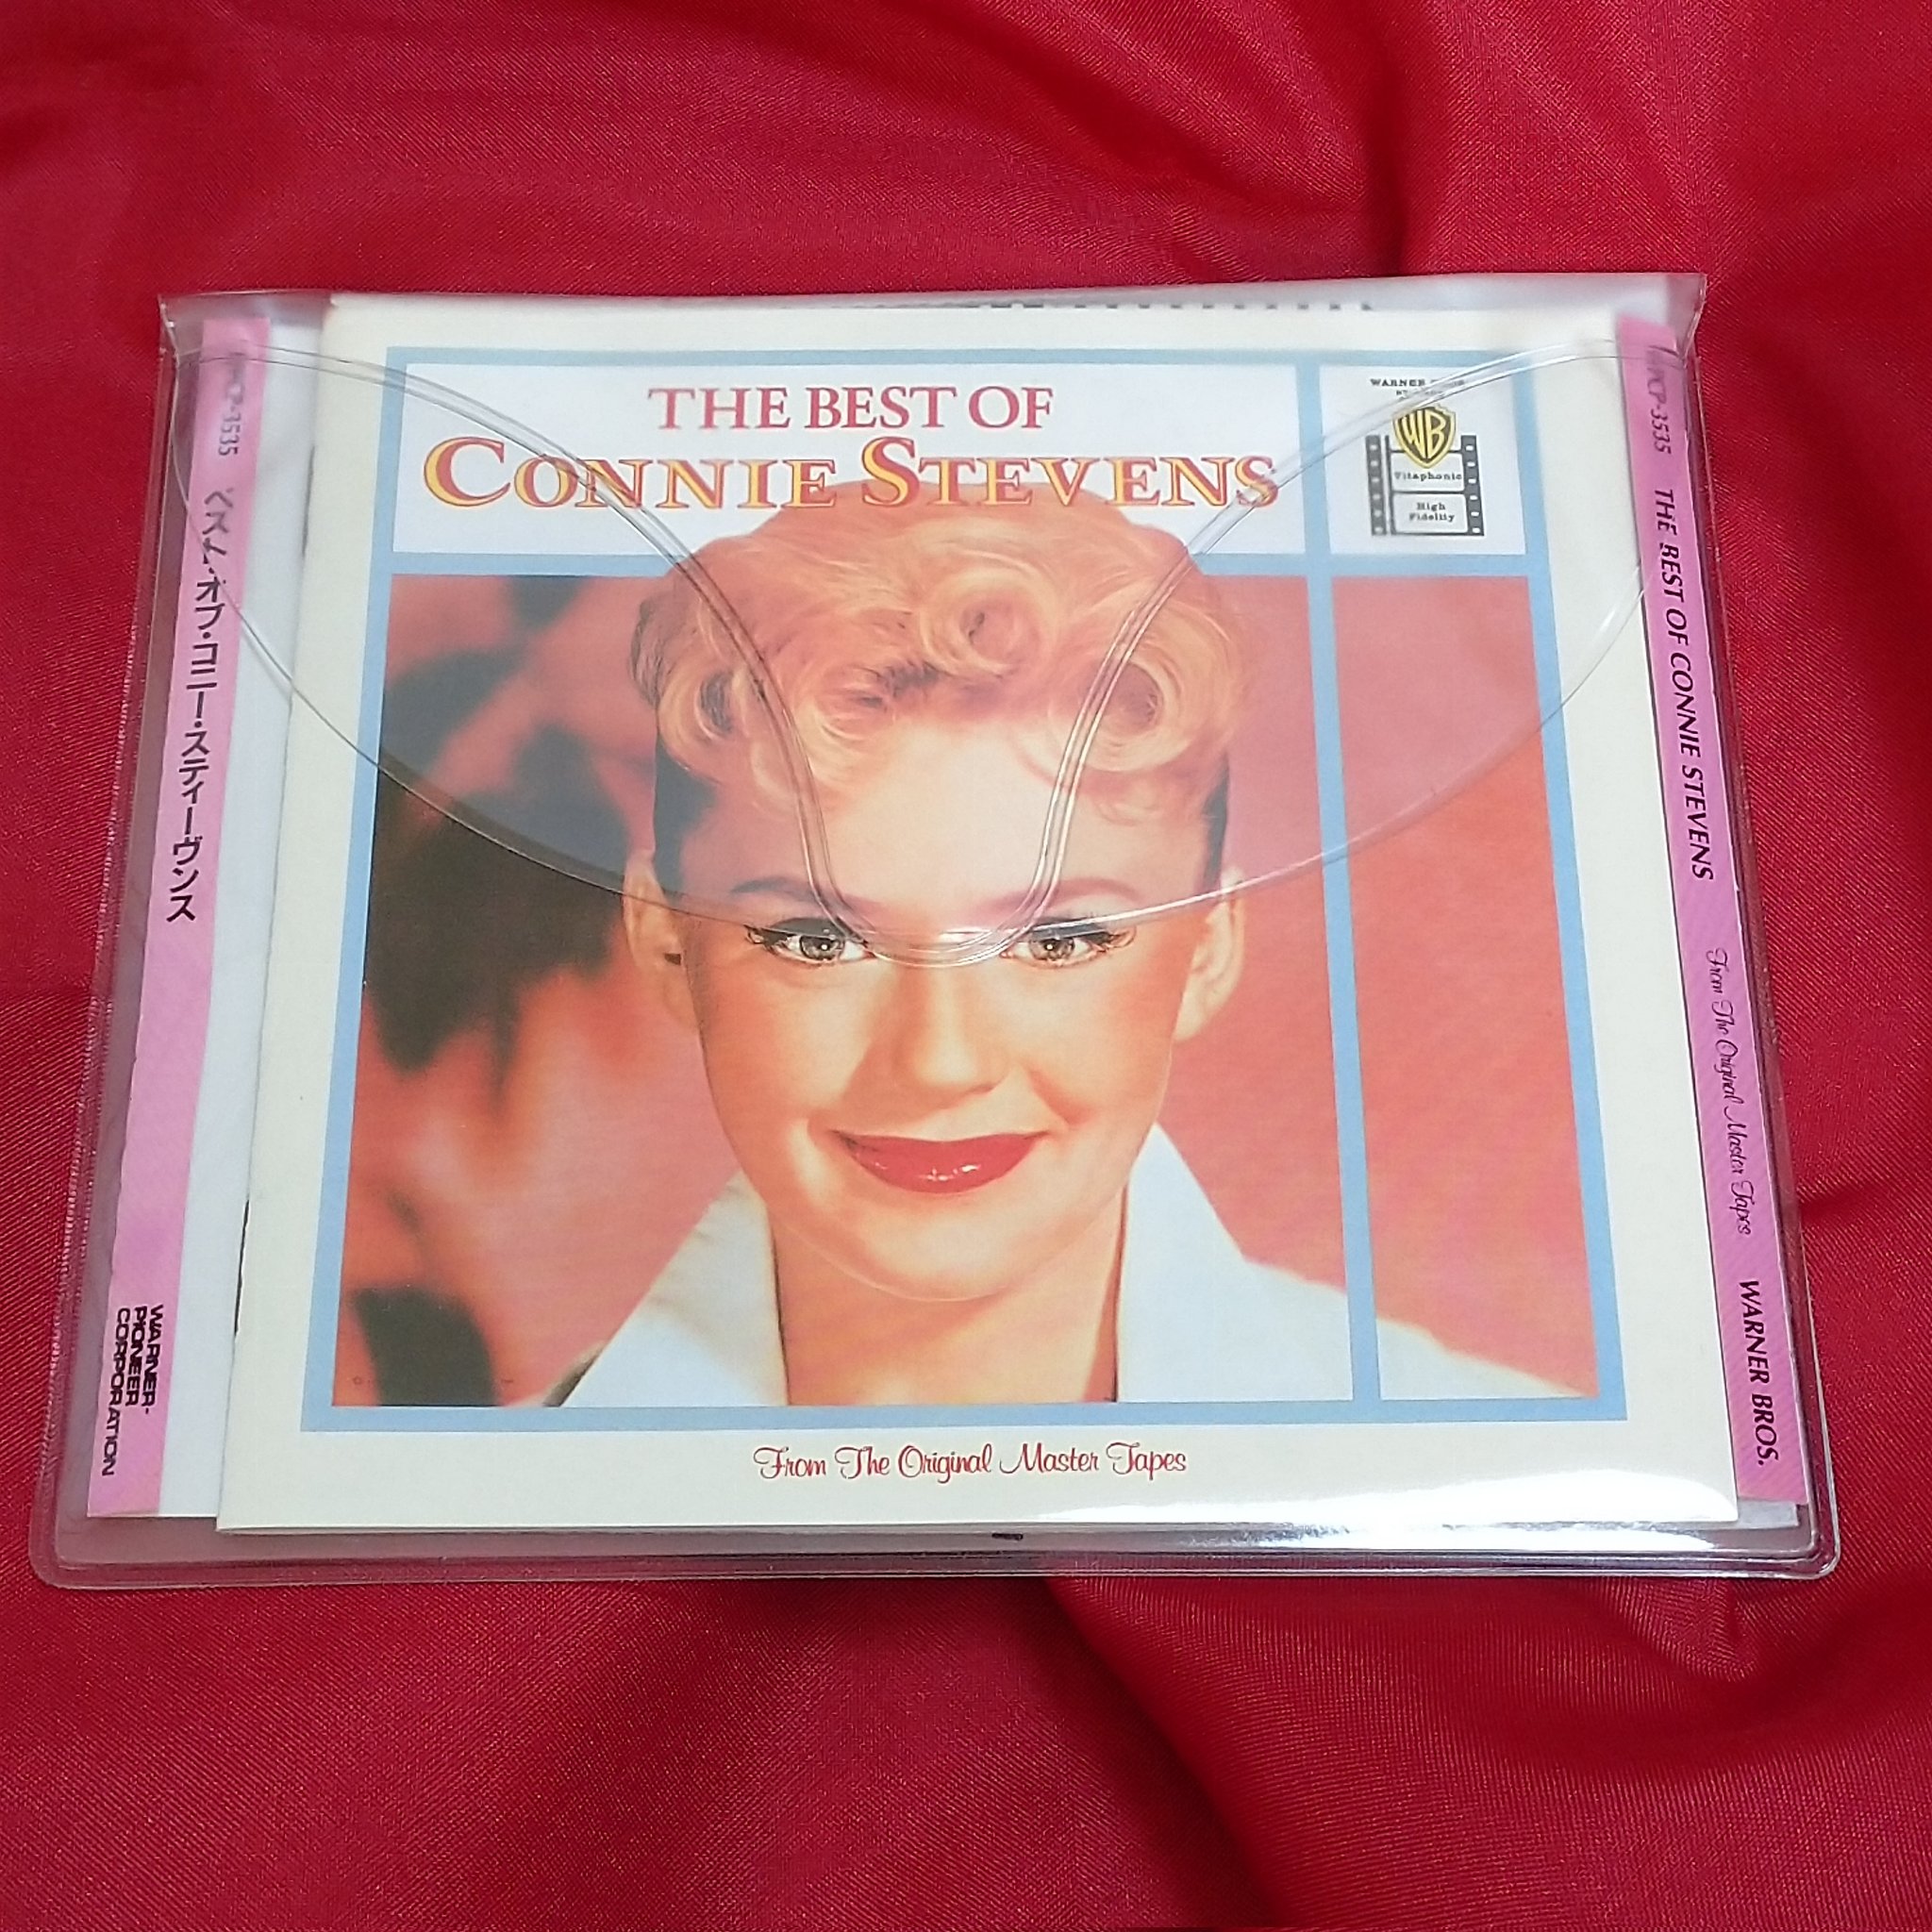 THE BEST OF
CONNIE STEVENS
WB
Vitaphonic
High
Fidelity
From The Original Master Tapes
ベスト・オブ・コニー・スティーヴンス
WARNER-
PIONEER
CORPORATION
WPCP-3535 THE BEST OF CONNIE STEVENS From The Original Master Tapes WARNER BROS.